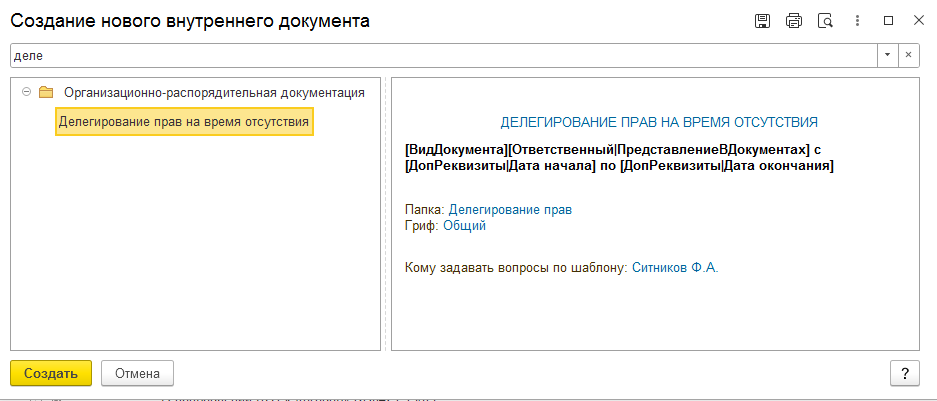 Создание нового внутреннего документа
деле
Организационно-распорядительная документация
Делегирование прав на время отсутствия
ДЕЛЕГИРОВАНИЕ ПРАВ НА ВРЕМЯ ОТСУТСТВИЯ
[ВидДокумента][Ответственный|ПредставлениеВДокументах] с
[ДопРеквизиты|Дата начала] по [ДопРеквизиты|Дата окончания]
Папка: Делегирование прав
Гриф: Общий
Кому задавать вопросы по шаблону: Ситников Ф.А.
Создать
Отмена
?